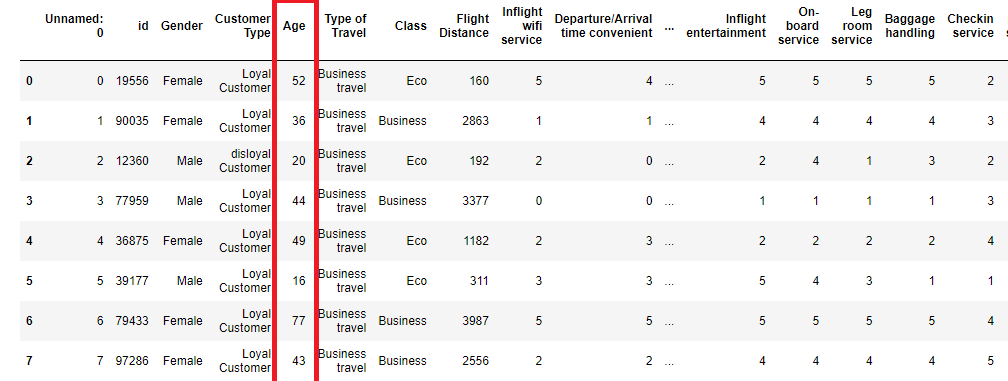 Unnamed: 0 id Gender Customer Type Age Type of Travel Class Flight Distance Inflight wifi service Departure/Arrival time convenient ... Inflight entertainment On-board service Leg room service Baggage handling Checkin service
0 0 19556 Female Loyal Customer 52 Business travel Eco 160 5 4 ... 5 5 5 5 2
1 1 90035 Female Loyal Customer 36 Business travel Business 2863 1 1 ... 4 4 4 4 3
2 2 12360 Male disloyal Customer 20 Business travel Eco 192 2 0 ... 2 4 1 3 2
3 3 77959 Male Loyal Customer 44 Business travel Business 3377 0 0 ... 1 1 1 1 3
4 4 36875 Female Loyal Customer 49 Business travel Eco 1182 2 3 ... 2 2 2 2 4
5 5 39177 Male Loyal Customer 16 Business travel Eco 311 3 3 ... 5 4 3 1 1
6 6 79433 Female Loyal Customer 77 Business travel Business 3987 5 5 ... 5 5 5 5 4
7 7 97286 Female Loyal Customer 43 Business travel Business 2556 2 2 ... 4 4 4 4 5